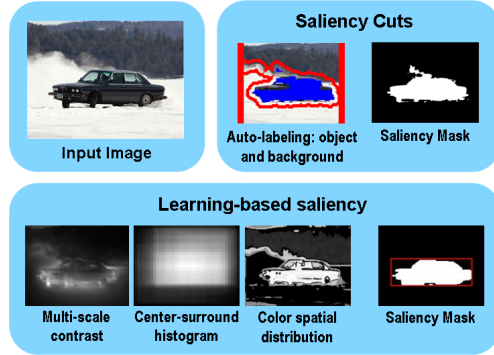 Saliency Cuts
Input Image
Auto-labeling: object
and background
Saliency Mask
Learning-based saliency
Multi-scale
contrast
Center-surround
histogram
Color spatial
distribution
Saliency Mask